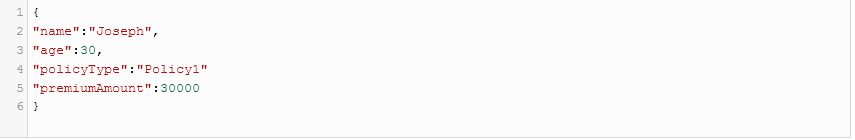 1 {
2 "name":"Joseph",
3 "age":30,
4 "policyType":"Policy1"
5 "premiumAmount":30000
6 }